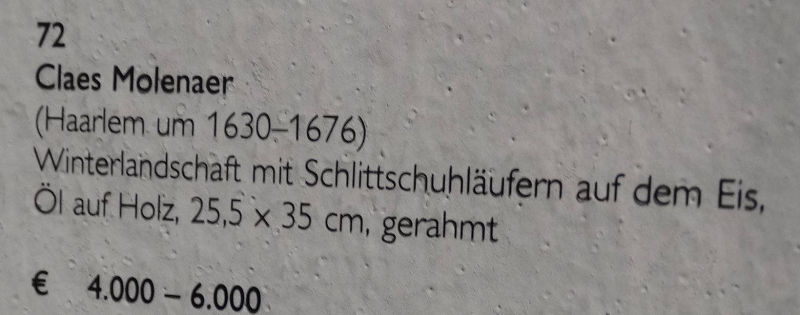 72
Claes Molenaer
(Haarlem um 1630–1676)
Winterlandschaft mit Schlittschuhläufern auf dem Eis,
Öl auf Holz, 25,5 x 35 cm, gerahmt
€ 4.000 – 6.000